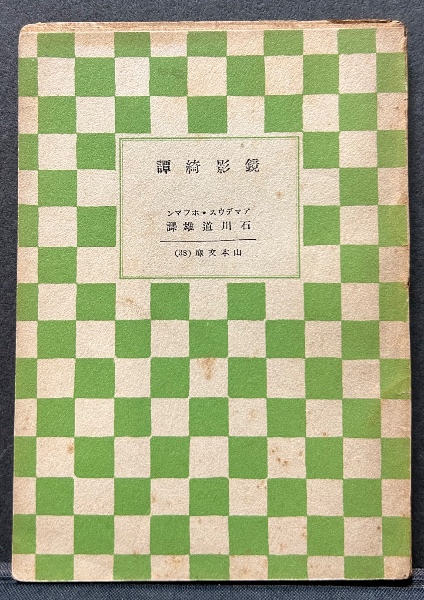 鏡影綺譚
アマデウス・ホフマン
石川道雄譯
山本文庫 (38)